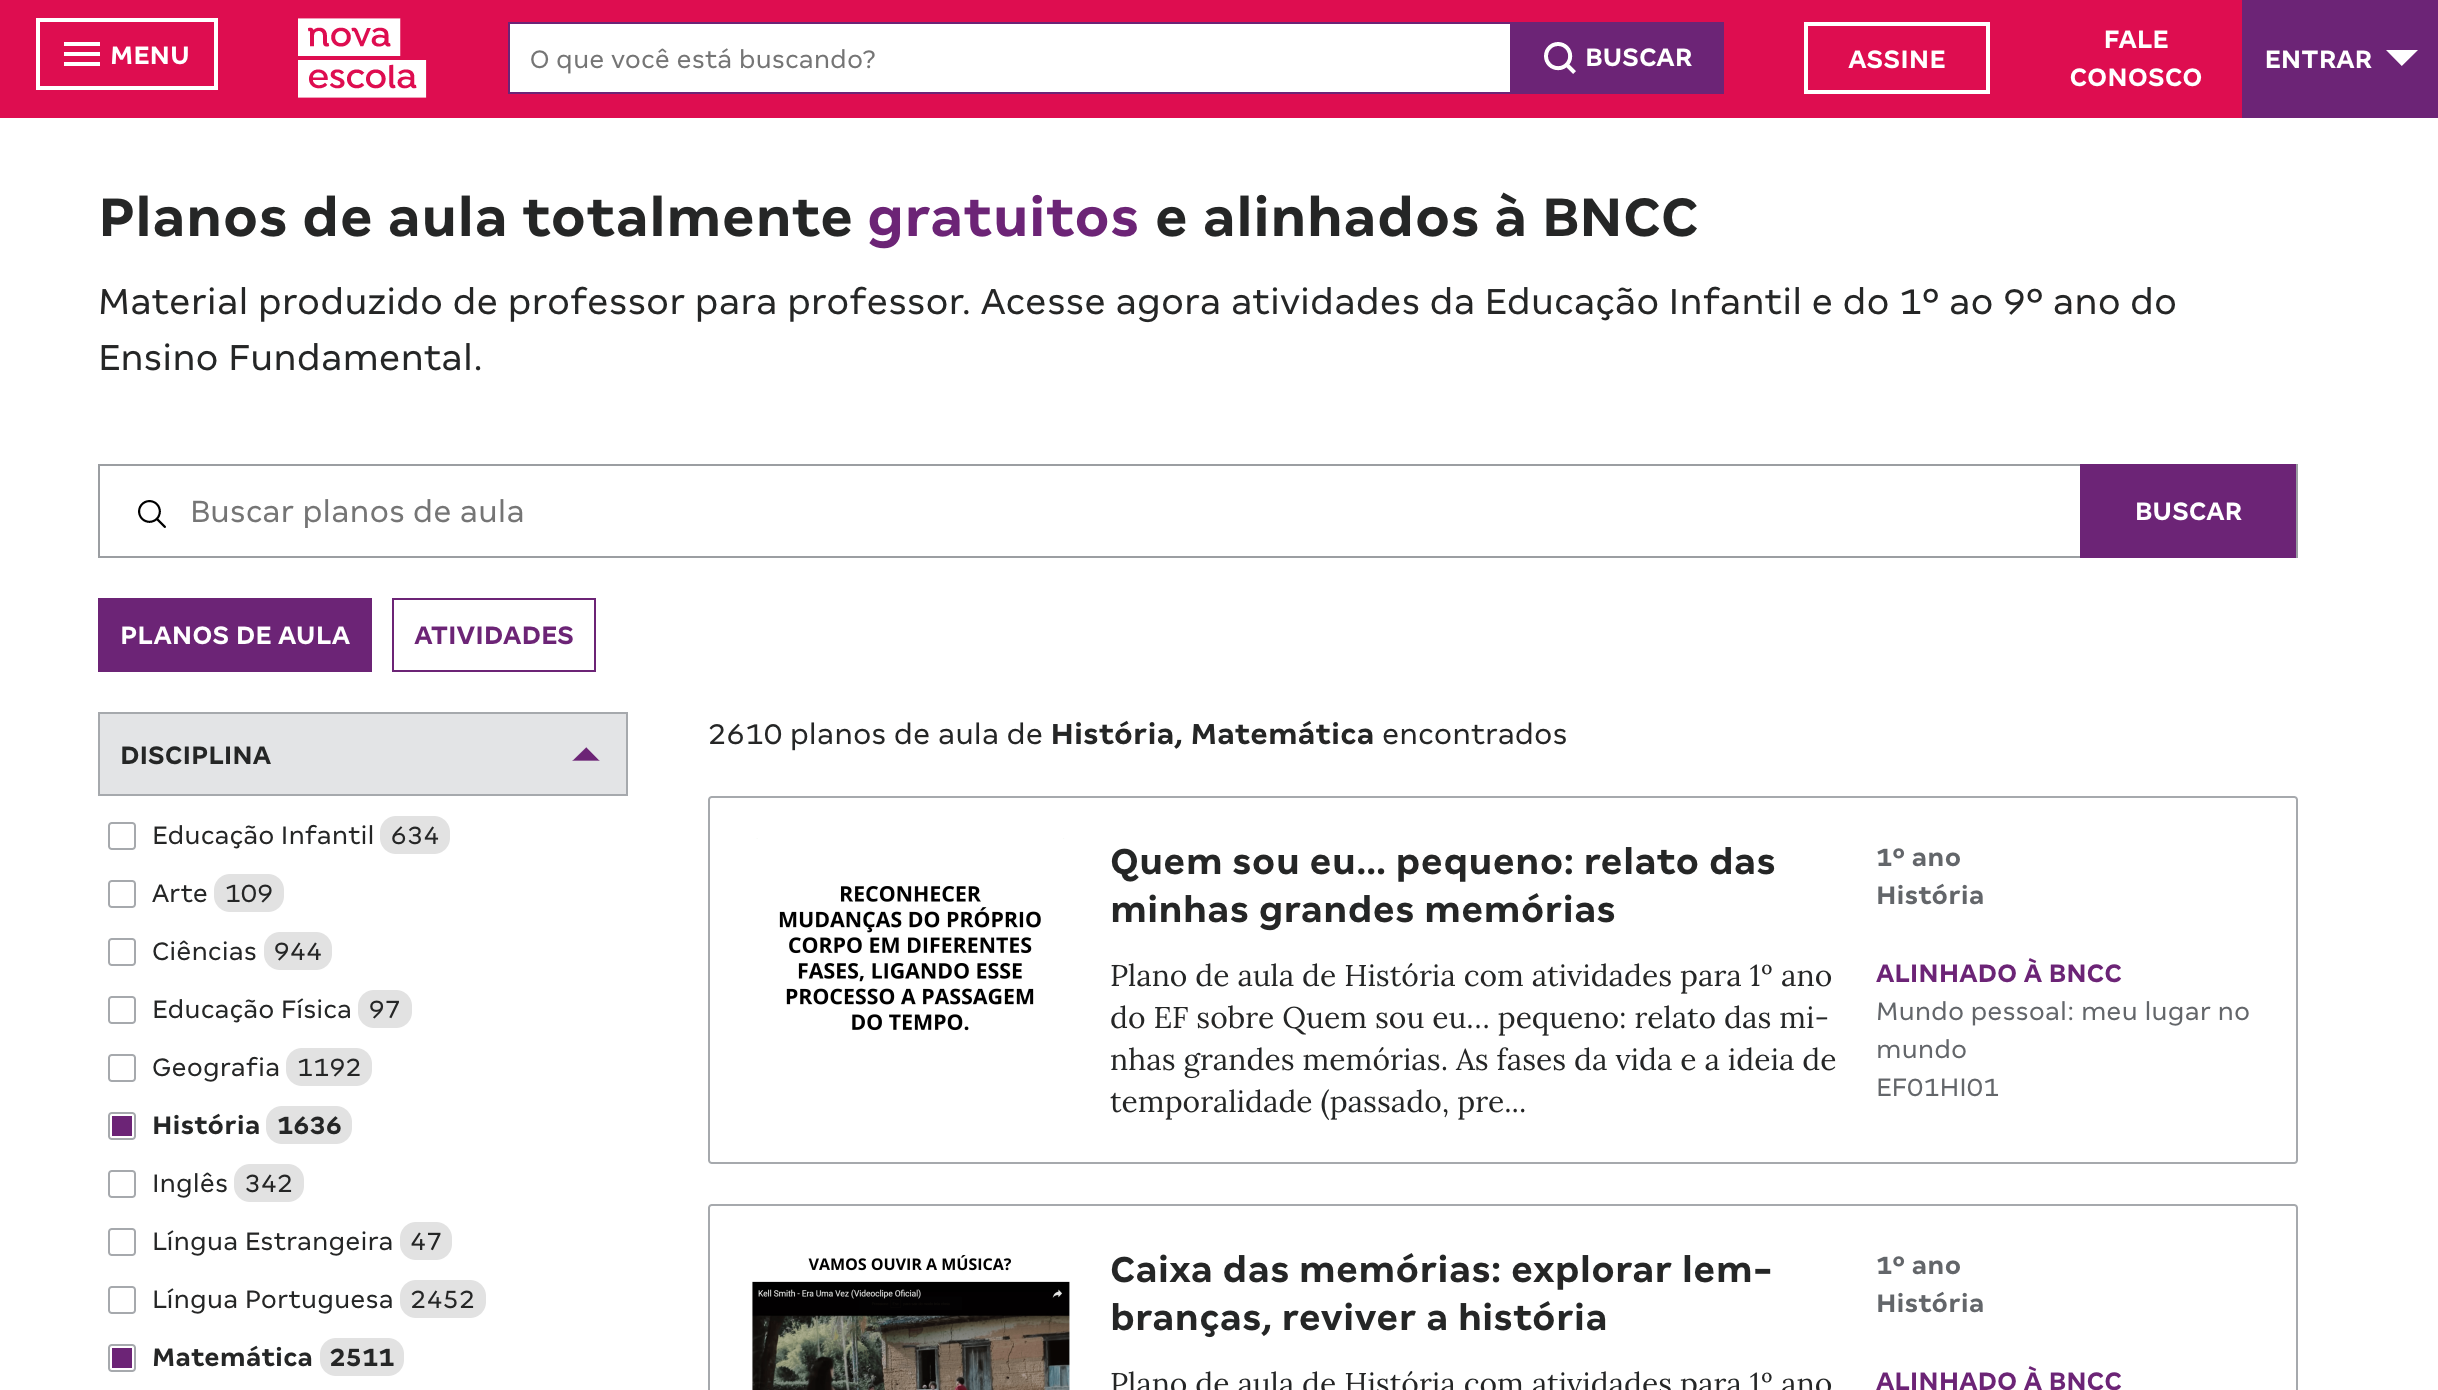 MENU
nova
escola
O que você está buscando?
BUSCAR
ASSINE
FALE
CONOSCO
ENTRAR
Planos de aula totalmente gratuitos e alinhados à BNCC
Material produzido de professor para professor. Acesse agora atividades da Educação Infantil e do 1º ao 9º ano do
Ensino Fundamental.
Buscar planos de aula
BUSCAR
PLANOS DE AULA
ATIVIDADES
DISCIPLINA
Educação Infantil 634
Arte 109
Ciências 944
Educação Física 97
Geografia 1192
História 1636
Inglês 342
Língua Estrangeira 47
Língua Portuguesa 2452
Matemática 2511
2610 planos de aula de História, Matemática encontrados
RECONHECER
MUDANÇAS DO PRÓPRIO
CORPO EM DIFERENTES
FASES, LIGANDO ESSE
PROCESSO A PASSAGEM
DO TEMPO.
Quem sou eu... pequeno: relato das
minhas grandes memórias
Plano de aula de História com atividades para 1º ano
do EF sobre Quem sou eu... pequeno: relato das mi-
nhas grandes memórias. As fases da vida e a ideia de
temporalidade (passado, pre...
1º ano
História
ALINHADO À BNCC
Mundo pessoal: meu lugar no
mundo
EF01HI01
VAMOS OUVIR A MÚSICA?
Kell Smith - Era Uma Vez (Videoclipe Oficial)
Caixa das memórias: explorar lem-
branças, reviver a história
Plano de aula de História com atividades para 1º ano
1º ano
História
ALINHADO À BNCC